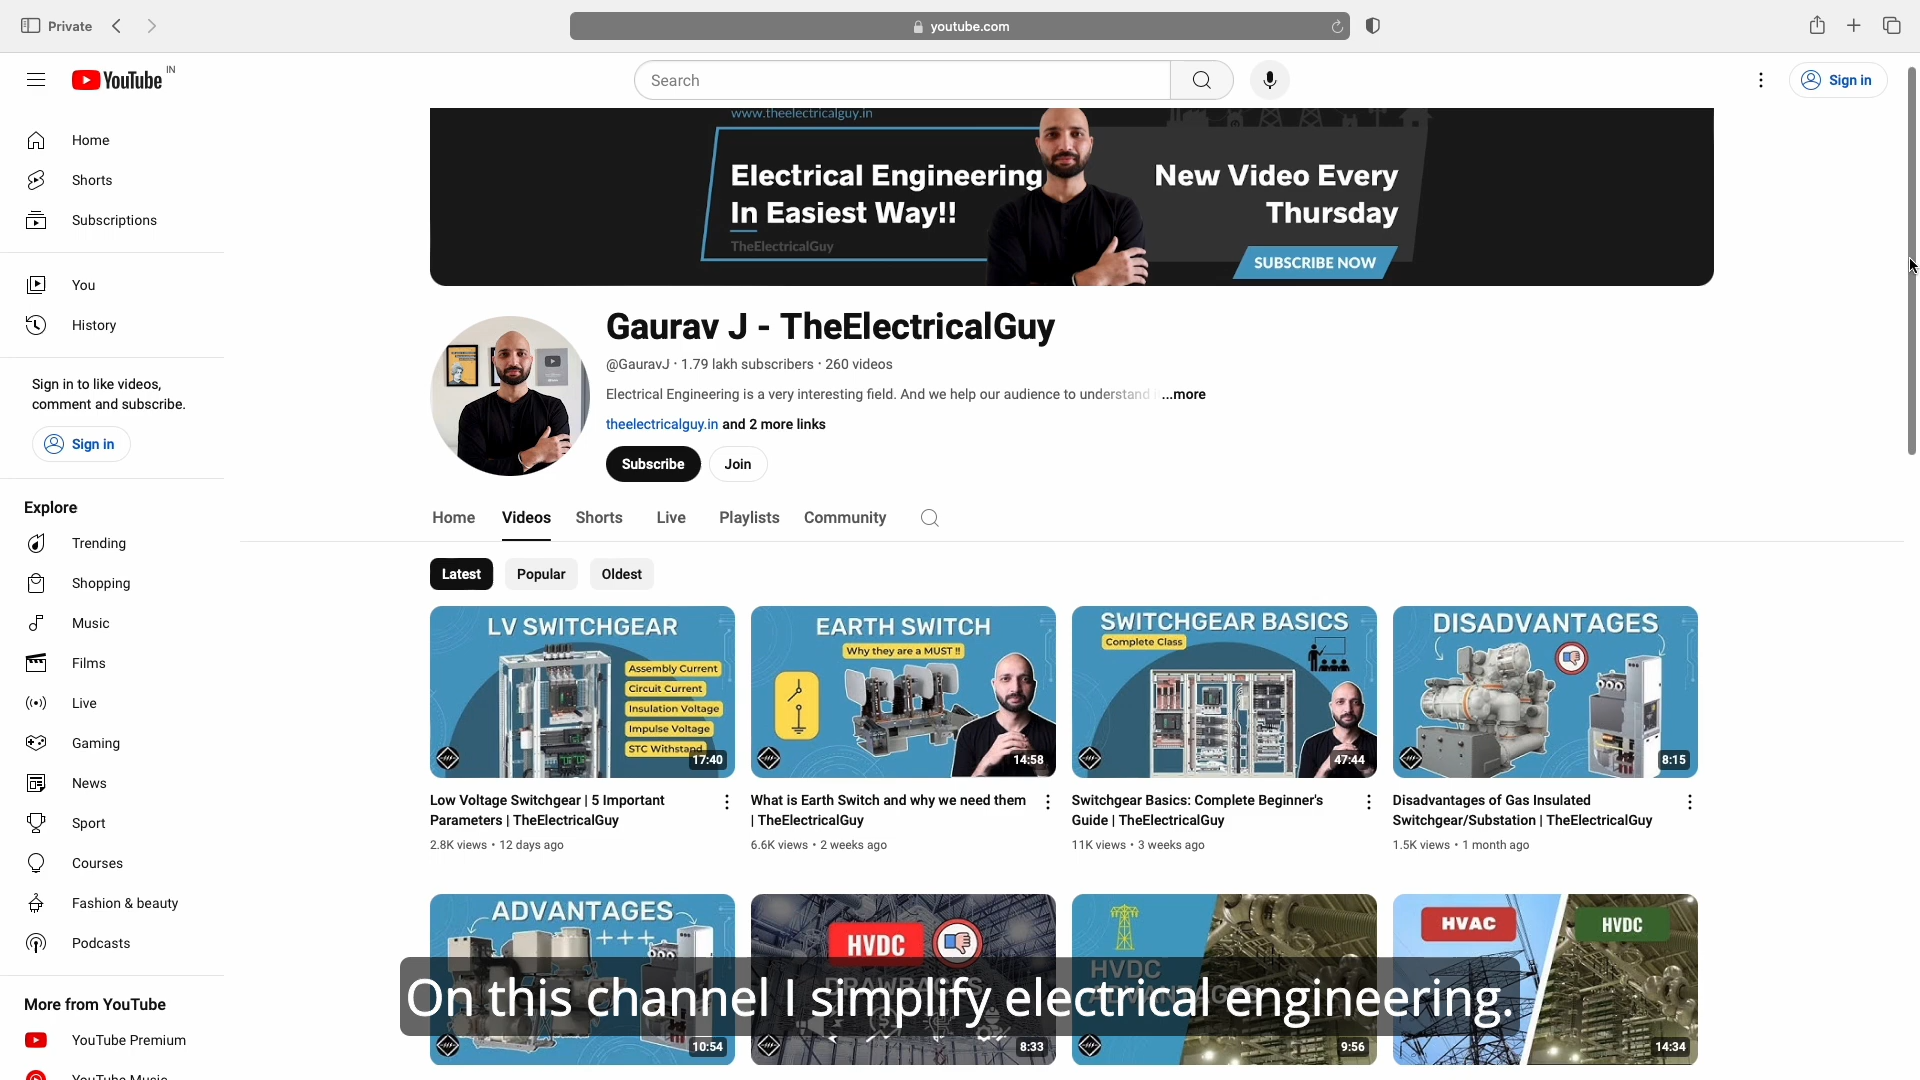 Private
youtube.com
YouTube IN
Search
Sign in
Home
Shorts
Subscriptions
You
History
Sign in to like videos,
comment and subscribe.
Sign in
Explore
Trending
Shopping
Music
Films
Live
Gaming
News
Sport
Courses
Fashion & beauty
Podcasts
More from YouTube
YouTube Premium
YouTube Music
www.theelectricalguy.in
Electrical Engineering
In Easiest Way!!
TheElectricalGuy
New Video Every
Thursday
SUBSCRIBE NOW
Gaurav J - TheElectricalGuy
@GauravJ · 1.79 lakh subscribers · 260 videos
Electrical Engineering is a very interesting field. And we help our audience to understand ...more
theelectricalguy.in and 2 more links
Subscribe
Join
Home
Videos
Shorts
Live
Playlists
Community
Latest
Popular
Oldest
LV SWITCHGEAR
Assembly Current
Circuit Current
Insulation Voltage
Impulse Voltage
STC Withstand
17:40
Low Voltage Switchgear | 5 Important
Parameters | TheElectricalGuy
2.8K views • 12 days ago
EARTH SWITCH
Why they are a MUST !!
14:58
What is Earth Switch and why we need them
| TheElectricalGuy
6.6K views • 2 weeks ago
SWITCHGEAR BASICS
Complete Class
47:44
Switchgear Basics: Complete Beginner's
Guide | TheElectricalGuy
11K views • 3 weeks ago
DISADVANTAGES
8:15
Disadvantages of Gas Insulated
Switchgear/Substation | TheElectricalGuy
1.5K views • 1 month ago
ADVANTAGES
10:54
HVDC
DRAWBACKS
8:33
HVDC
ADVANTAGES
9:56
HVAC
HVDC
14:34
On this channel I simplify electrical engineering.